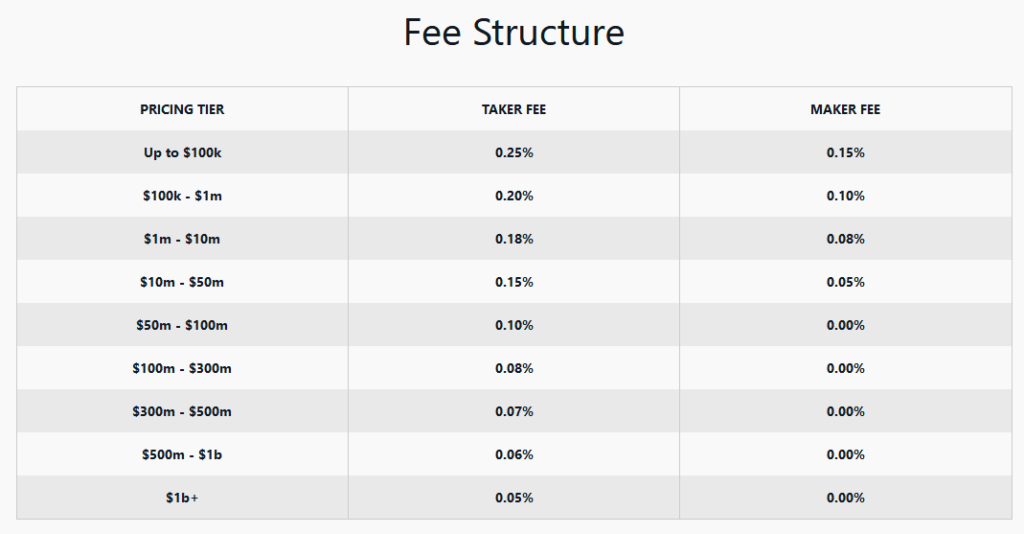 Fee Structure
PRICING TIER TAKER FEE MAKER FEE
Up to $100k 0.25% 0.15%
$100k - $1m 0.20% 0.10%
$1m - $10m 0.18% 0.08%
$10m - $50m 0.15% 0.05%
$50m - $100m 0.10% 0.00%
$100m - $300m 0.08% 0.00%
$300m - $500m 0.07% 0.00%
$500m - $1b 0.06% 0.00%
$1b+ 0.05% 0.00%